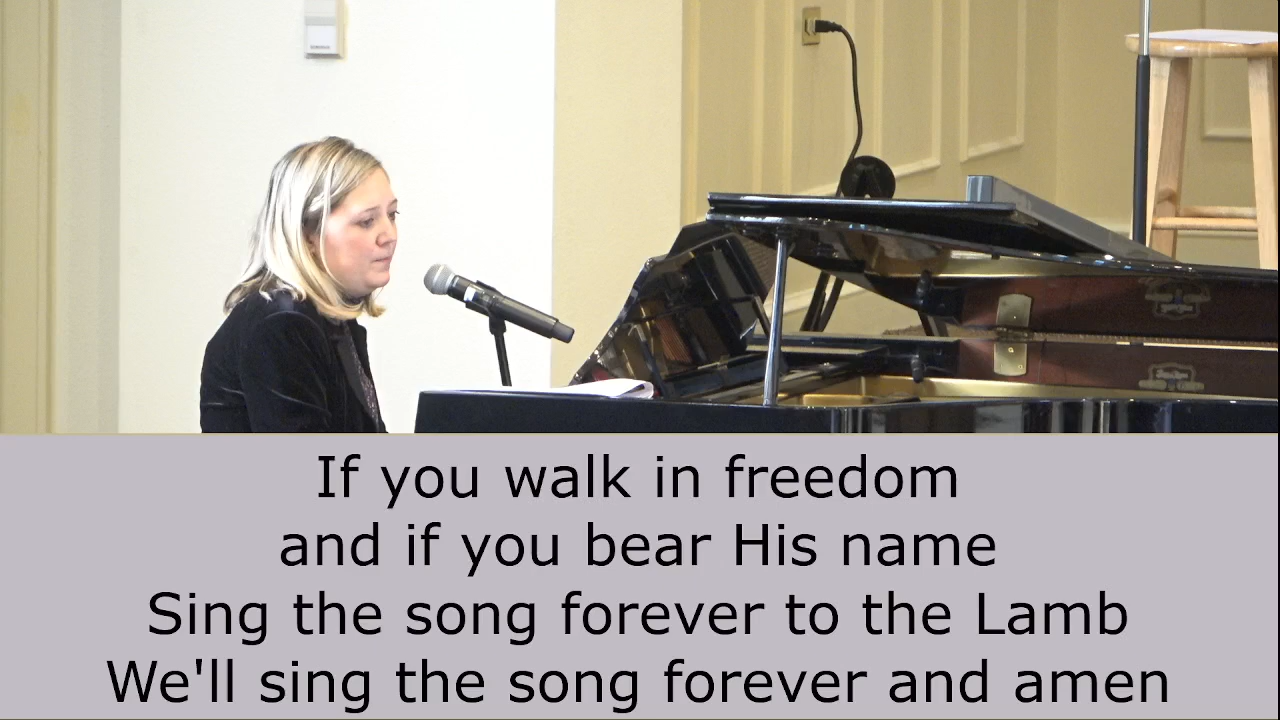 If you walk in freedom
and if you bear His name
Sing the song forever to the Lamb
We'll sing the song forever and amen